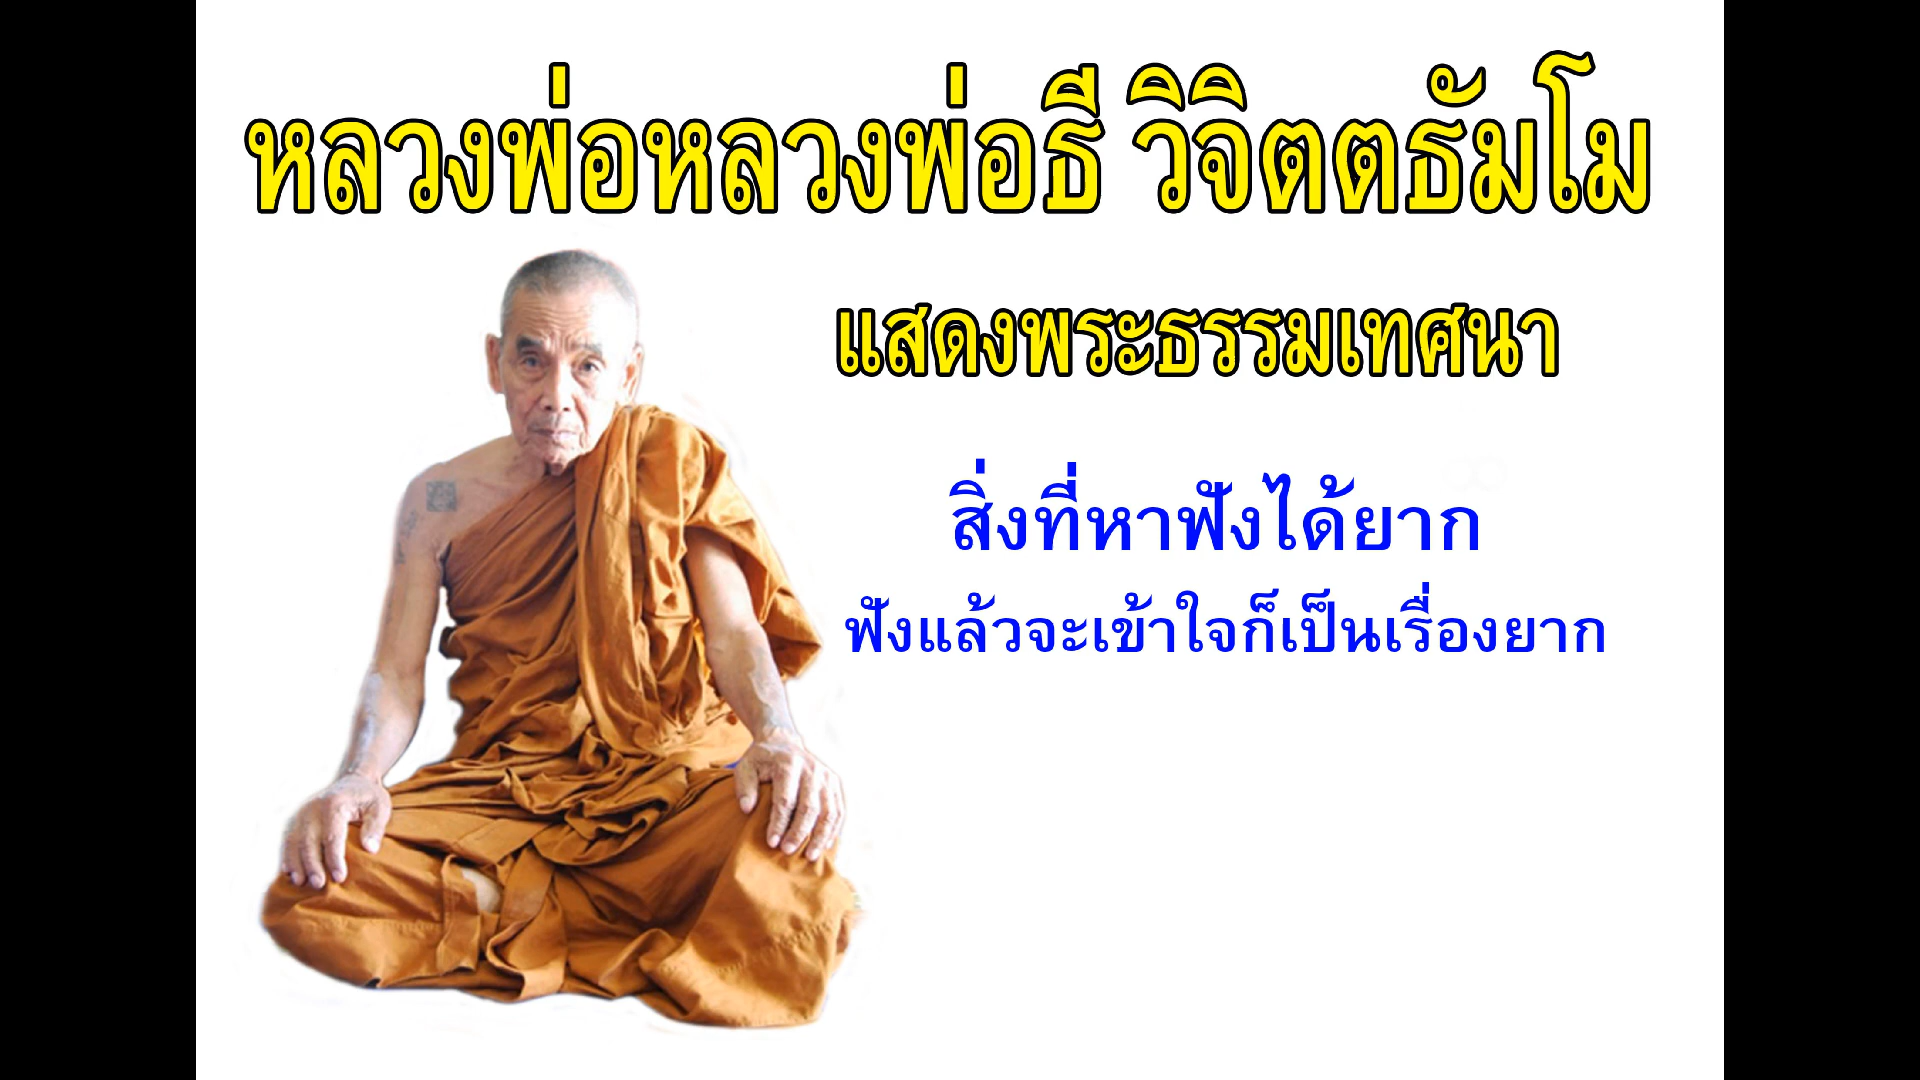 หลวงพ่อหลวงพ่อธี วิจิตตธัมโม
แสดงพระธรรมเทศนา
สิ่งที่หาฟังได้ยาก
ฟังแล้วจะเข้าใจก็เป็นเรื่องยาก